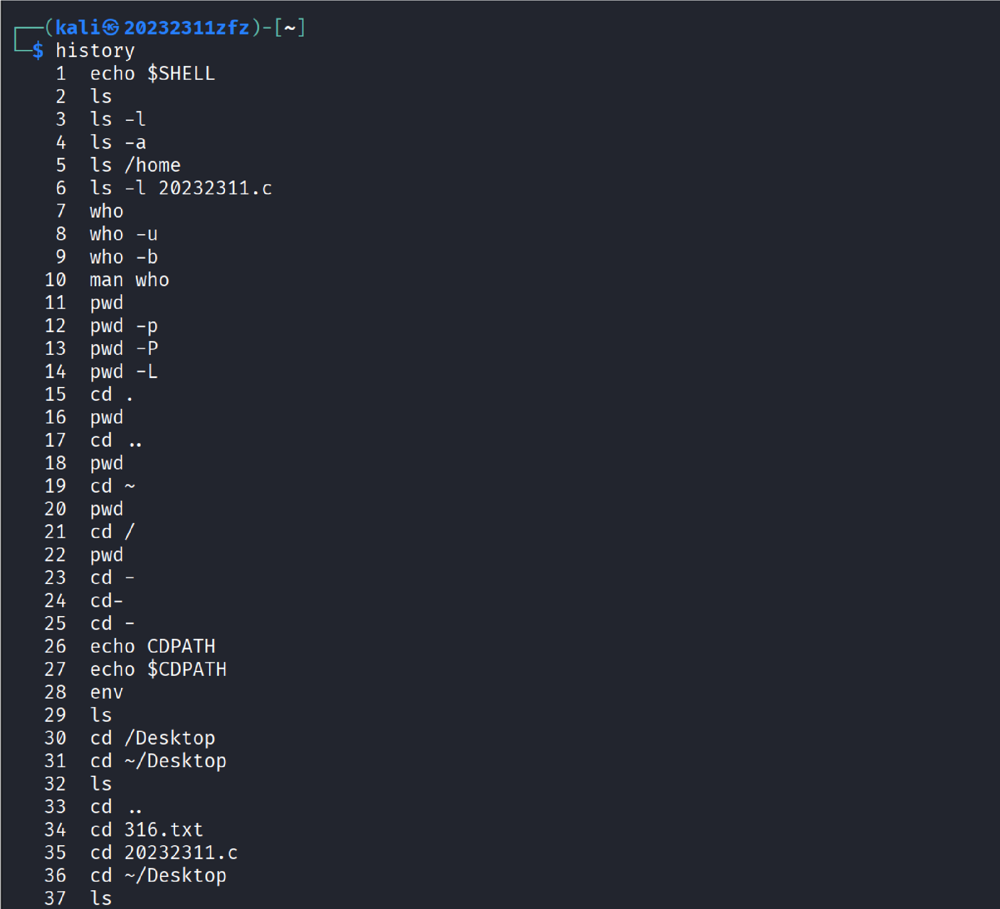 (kali㉿20232311zfz)-[~]
$ history
1 echo $SHELL
2 ls
3 ls -l
4 ls -a
5 ls /home
6 ls -l 20232311.c
7 who
8 who -u
9 who -b
10 man who
11 pwd
12 pwd -p
13 pwd -P
14 pwd -L
15 cd .
16 pwd
17 cd ..
18 pwd
19 cd ~
20 pwd
21 cd /
22 pwd
23 cd -
24 cd-
25 cd -
26 echo CDPATH
27 echo $CDPATH
28 env
29 ls
30 cd /Desktop
31 cd ~/Desktop
32 ls
33 cd ..
34 cd 316.txt
35 cd 20232311.c
36 cd ~/Desktop
37 ls